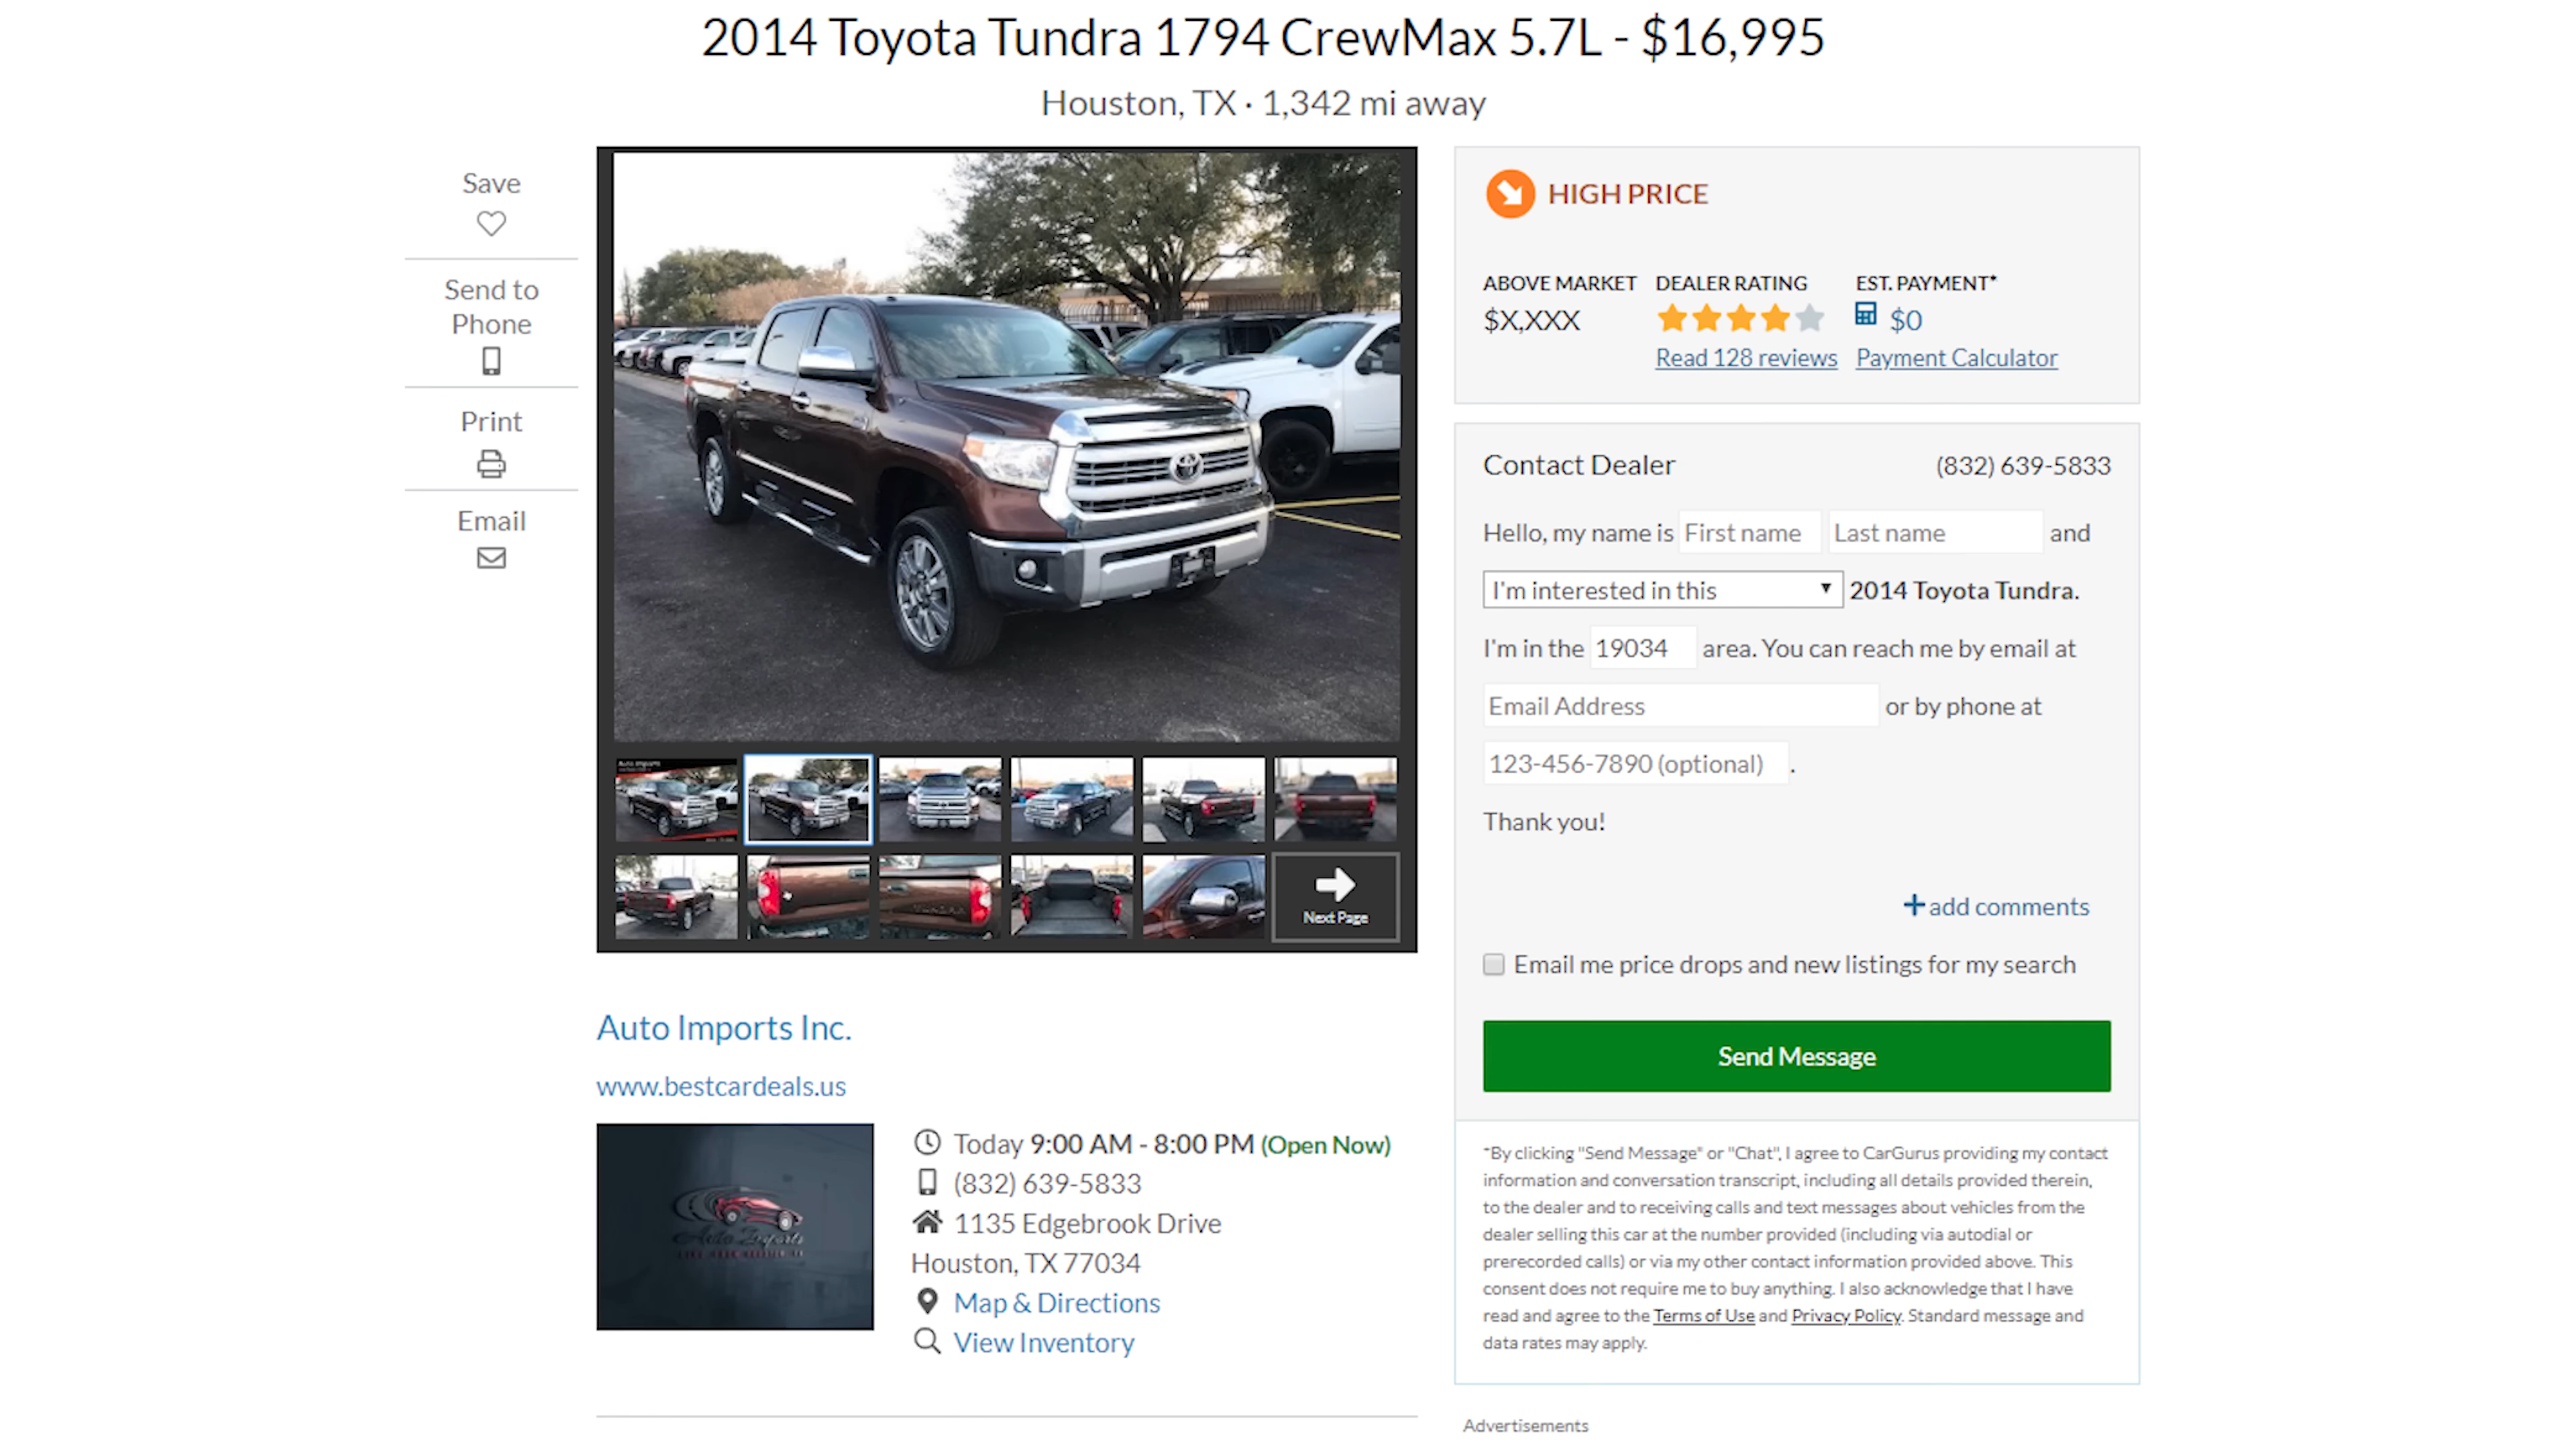 2014 Toyota Tundra 1794 CrewMax 5.7L - $16,995
Houston, TX · 1,342 mi away
Save
Send to
Phone
Print
Email
Next Page
HIGH PRICE
ABOVE MARKET
$X,XXX
DEALER RATING
Read 128 reviews
EST. PAYMENT*
$0
Payment Calculator
Contact Dealer (832) 639-5833
Hello, my name is First name Last name and
I'm interested in this 2014 Toyota Tundra.
I'm in the 19034 area. You can reach me by email at
Email Address or by phone at
123-456-7890 (optional) .
Thank you!
+ add comments
Email me price drops and new listings for my search
Send Message
*By clicking "Send Message" or "Chat", I agree to CarGurus providing my contact
information and conversation transcript, including all details provided therein,
to the dealer and to receiving calls and text messages about vehicles from the
dealer selling this car at the number provided (including via autodial or
prerecorded calls) or via my other contact information provided above. This
consent does not require me to buy anything. I also acknowledge that I have
read and agree to the Terms of Use and Privacy Policy. Standard message and
data rates may apply.
Advertisements
Auto Imports Inc.
www.bestcardeals.us
Auto Imports
Today 9:00 AM - 8:00 PM (Open Now)
(832) 639-5833
1135 Edgebrook Drive
Houston, TX 77034
Map & Directions
View Inventory